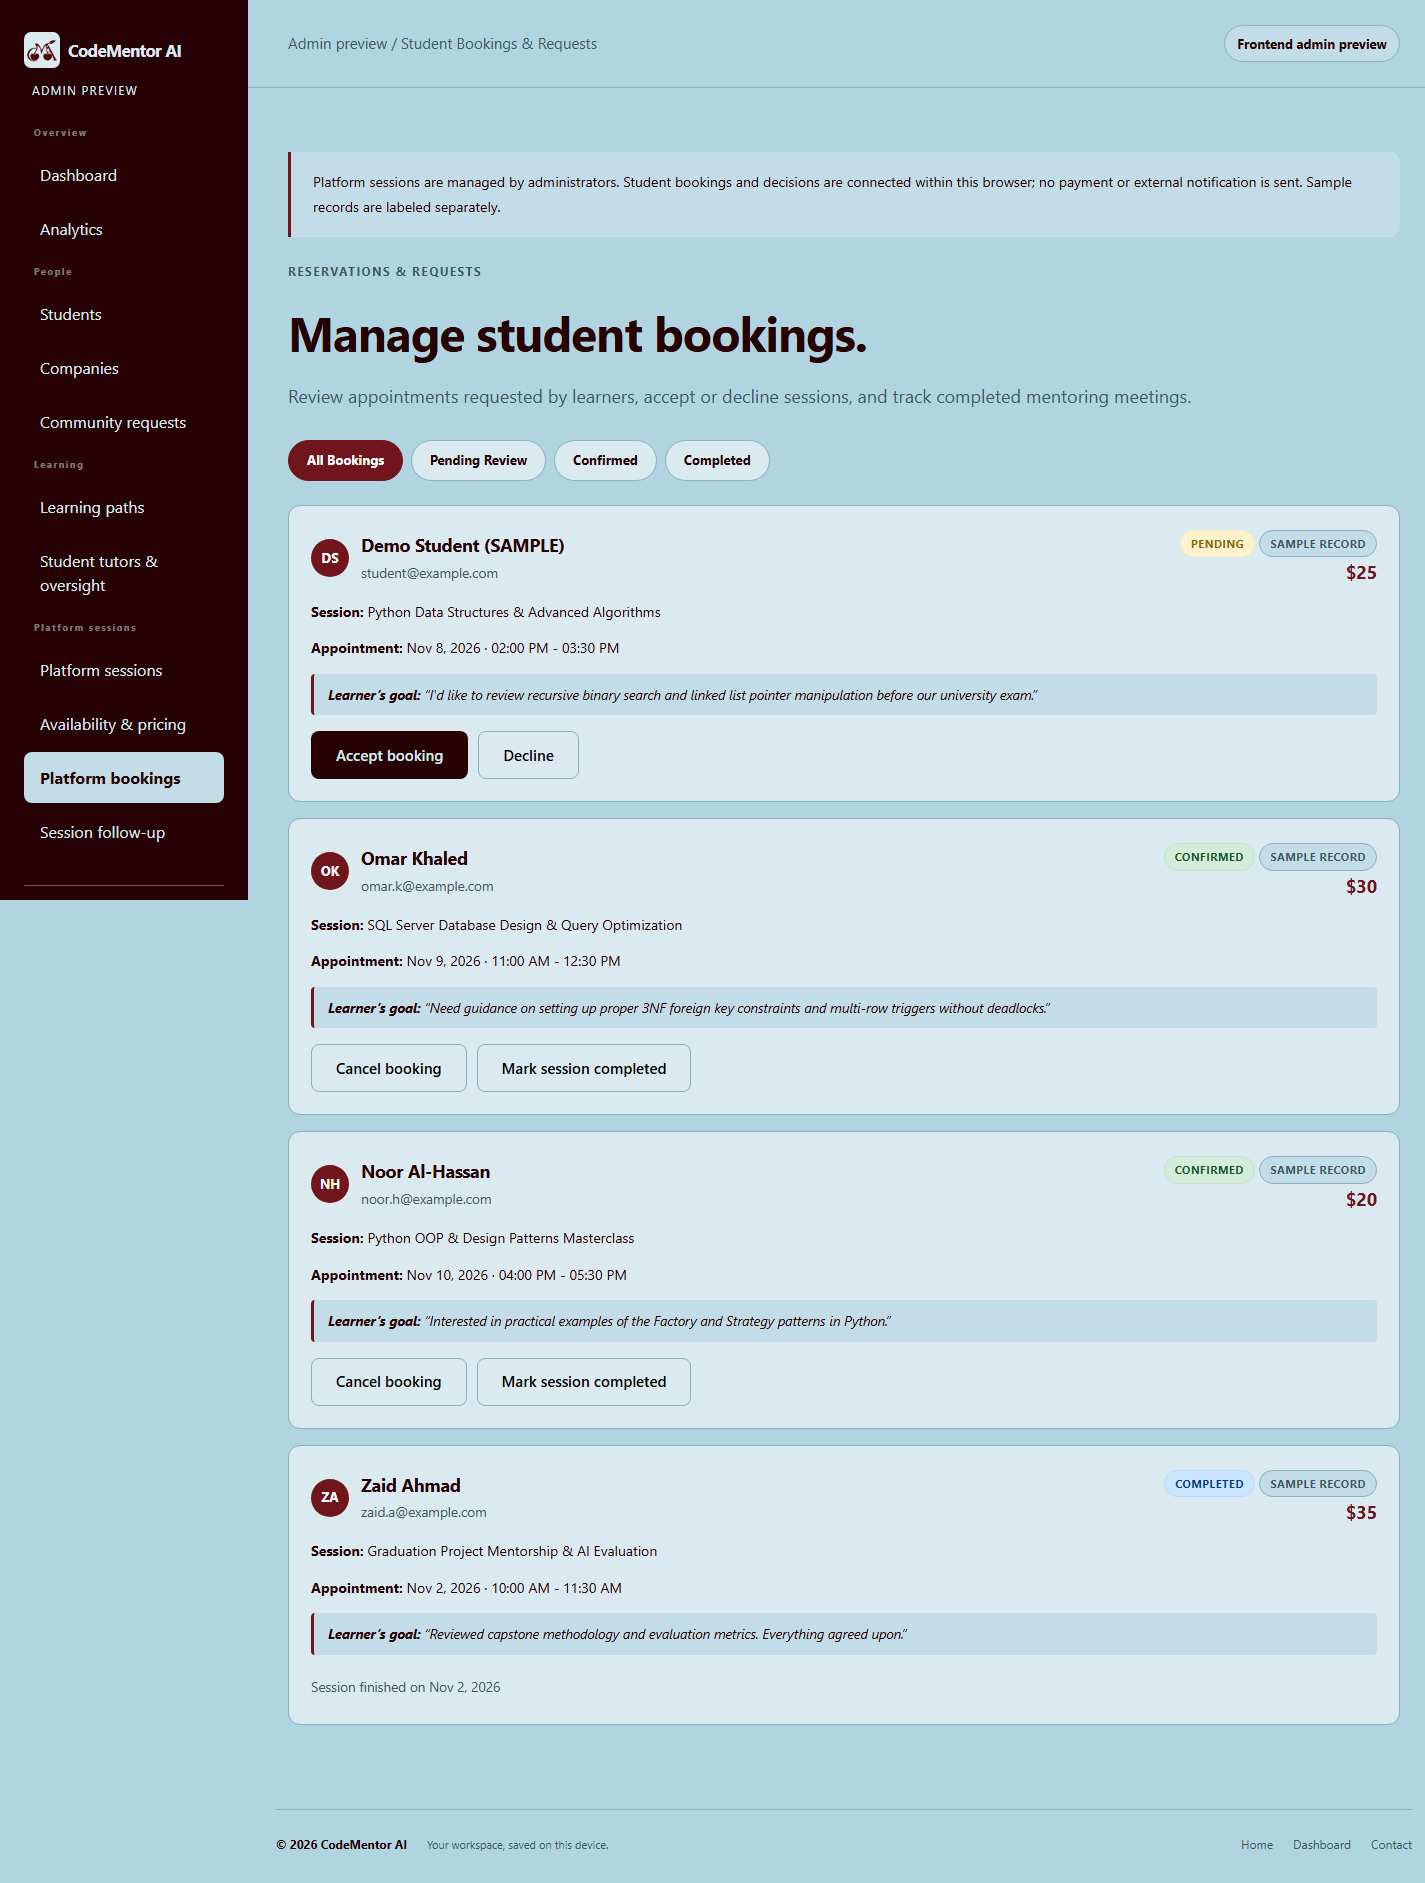 CodeMentor AI
ADMIN PREVIEW
Overview
Dashboard
Analytics
People
Students
Companies
Community requests
Learning
Learning paths
Student tutors &
oversight
Platform sessions
Platform sessions
Availability & pricing
Platform bookings
Session follow-up
Admin preview / Student Bookings & Requests
Frontend admin preview
Platform sessions are managed by administrators. Student bookings and decisions are connected within this browser; no payment or external notification is sent. Sample
records are labeled separately.
RESERVATIONS & REQUESTS
Manage student bookings.
Review appointments requested by learners, accept or decline sessions, and track completed mentoring meetings.
All Bookings
Pending Review
Confirmed
Completed
DS
Demo Student (SAMPLE)
student@example.com
PENDING
SAMPLE RECORD
$25
Session: Python Data Structures & Advanced Algorithms
Appointment: Nov 8, 2026 · 02:00 PM - 03:30 PM
Learner's goal: "I'd like to review recursive binary search and linked list pointer manipulation before our university exam."
Accept booking
Decline
OK
Omar Khaled
omar.k@example.com
CONFIRMED
SAMPLE RECORD
$30
Session: SQL Server Database Design & Query Optimization
Appointment: Nov 9, 2026 · 11:00 AM - 12:30 PM
Learner's goal: "Need guidance on setting up proper 3NF foreign key constraints and multi-row triggers without deadlocks."
Cancel booking
Mark session completed
NH
Noor Al-Hassan
noor.h@example.com
CONFIRMED
SAMPLE RECORD
$20
Session: Python OOP & Design Patterns Masterclass
Appointment: Nov 10, 2026 · 04:00 PM - 05:30 PM
Learner's goal: "Interested in practical examples of the Factory and Strategy patterns in Python."
Cancel booking
Mark session completed
ZA
Zaid Ahmad
zaid.a@example.com
COMPLETED
SAMPLE RECORD
$35
Session: Graduation Project Mentorship & AI Evaluation
Appointment: Nov 2, 2026 · 10:00 AM - 11:30 AM
Learner's goal: "Reviewed capstone methodology and evaluation metrics. Everything agreed upon."
Session finished on Nov 2, 2026
© 2026 CodeMentor AI
Your workspace, saved on this device.
Home
Dashboard
Contact